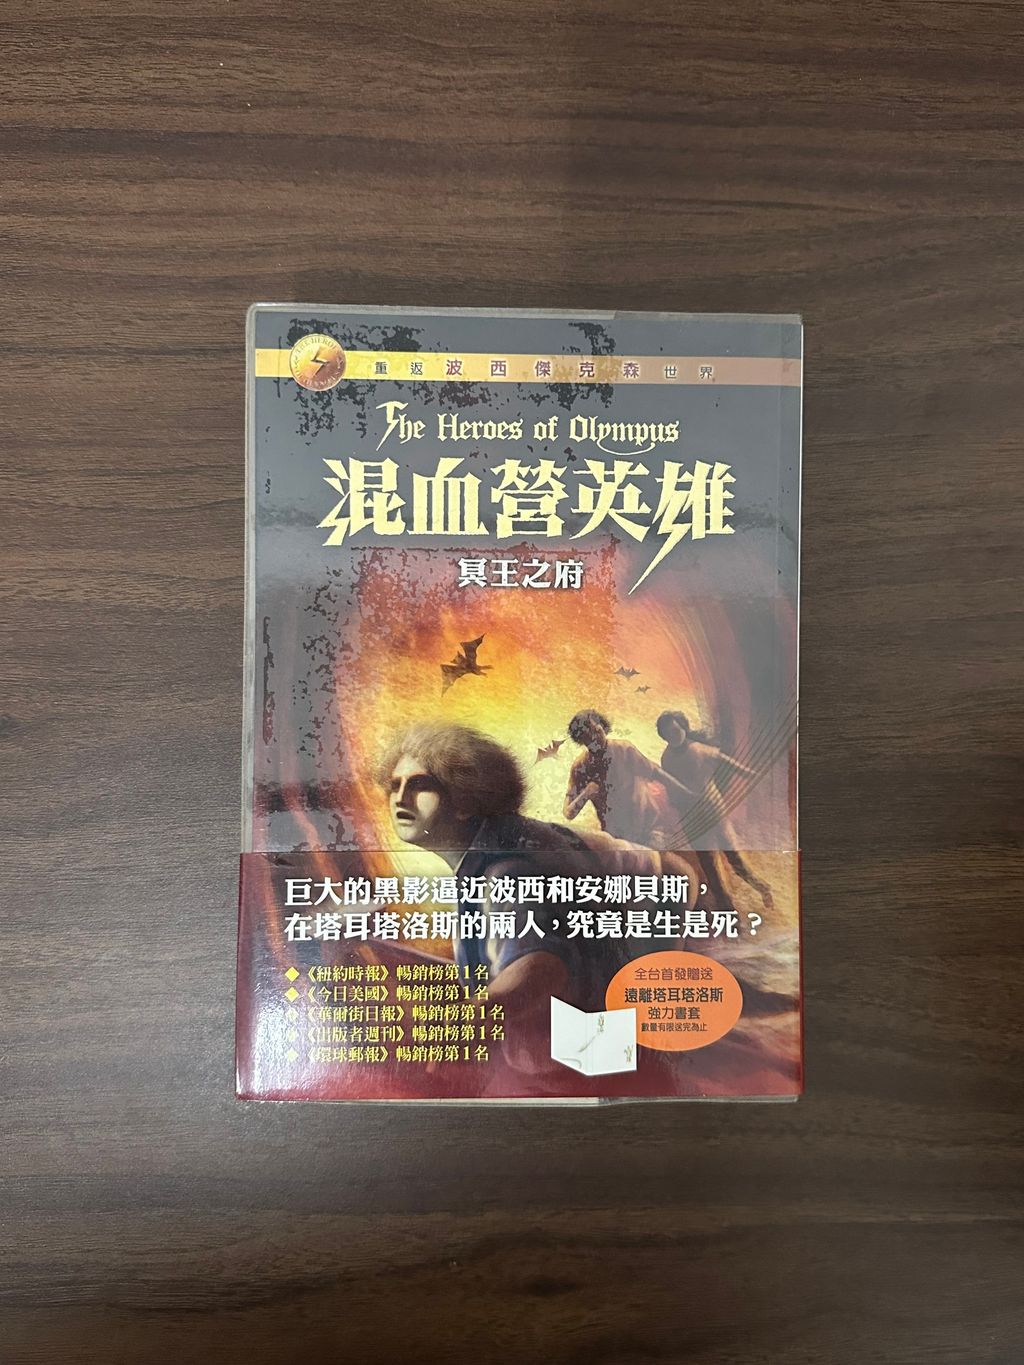 THE HEROES
OF OLYMPUS
重返波西傑克森世界
The Heroes of Olympus
混血營英雄
冥王之府
巨大的黑影逼近波西和安娜貝斯，
在塔耳塔洛斯的兩人，究竟是生是死？
◆《紐約時報》暢銷榜第1名
◆《今日美國》暢銷榜第1名
◆《華爾街日報》暢銷榜第1名
◆《出版者週刊》暢銷榜第1名
◆《環球郵報》暢銷榜第1名
全台首發贈送
遠離塔耳塔洛斯
強力書套
數量有限送完為止